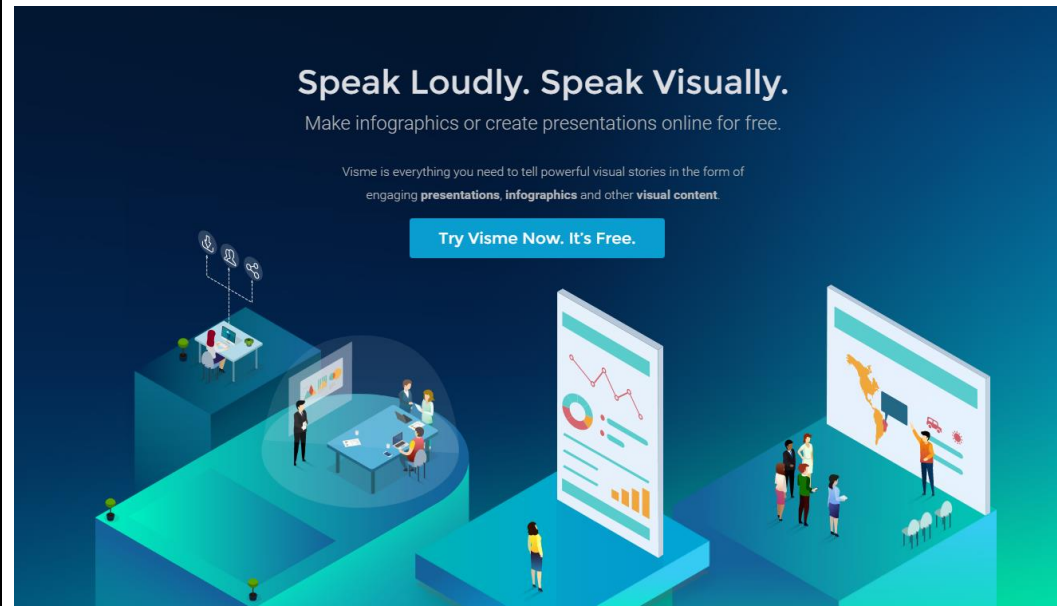 Speak Loudly. Speak Visually.
Make infographics or create presentations online for free.
Visme is everything you need to tell powerful visual stories in the form of
engaging presentations, infographics and other visual content.
Try Visme Now. It's Free.